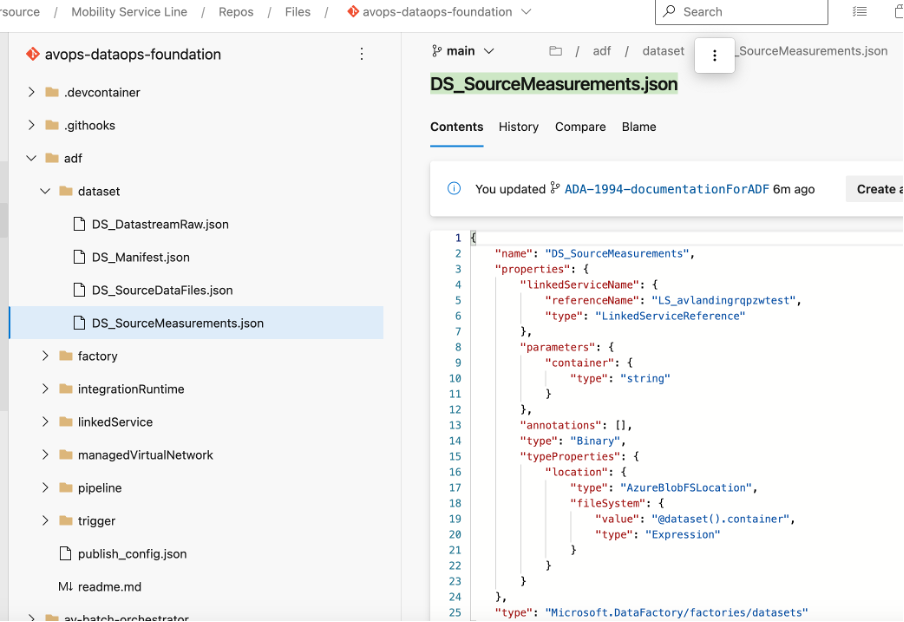 source / Mobility Service Line / Repos / Files / avops-dataops-foundation
Search
avops-dataops-foundation
.devcontainer
.githooks
adf
dataset
DS_DatastreamRaw.json
DS_Manifest.json
DS_SourceDataFiles.json
DS_SourceMeasurements.json
factory
integrationRuntime
linkedService
managedVirtualNetwork
pipeline
trigger
publish_config.json
M↓ readme.md
av-batch-orchestrator
main
/ adf / dataset
_SourceMeasurements.json
DS_SourceMeasurements.json
Contents History Compare Blame
You updated ADA-1994-documentationForADF 6m ago
Create a
1 {
2 "name": "DS_SourceMeasurements",
3 "properties": {
4 "linkedServiceName": {
5 "referenceName": "LS_avlandingrqpzwtest",
6 "type": "LinkedServiceReference"
7 },
8 "parameters": {
9 "container": {
10 "type": "string"
11 }
12 },
13 "annotations": [],
14 "type": "Binary",
15 "typeProperties": {
16 "location": {
17 "type": "AzureBlobFSLocation",
18 "fileSystem": {
19 "value": "@dataset().container",
20 "type": "Expression"
21 }
22 }
23 }
24 },
25 "type": "Microsoft.DataFactory/factories/datasets"